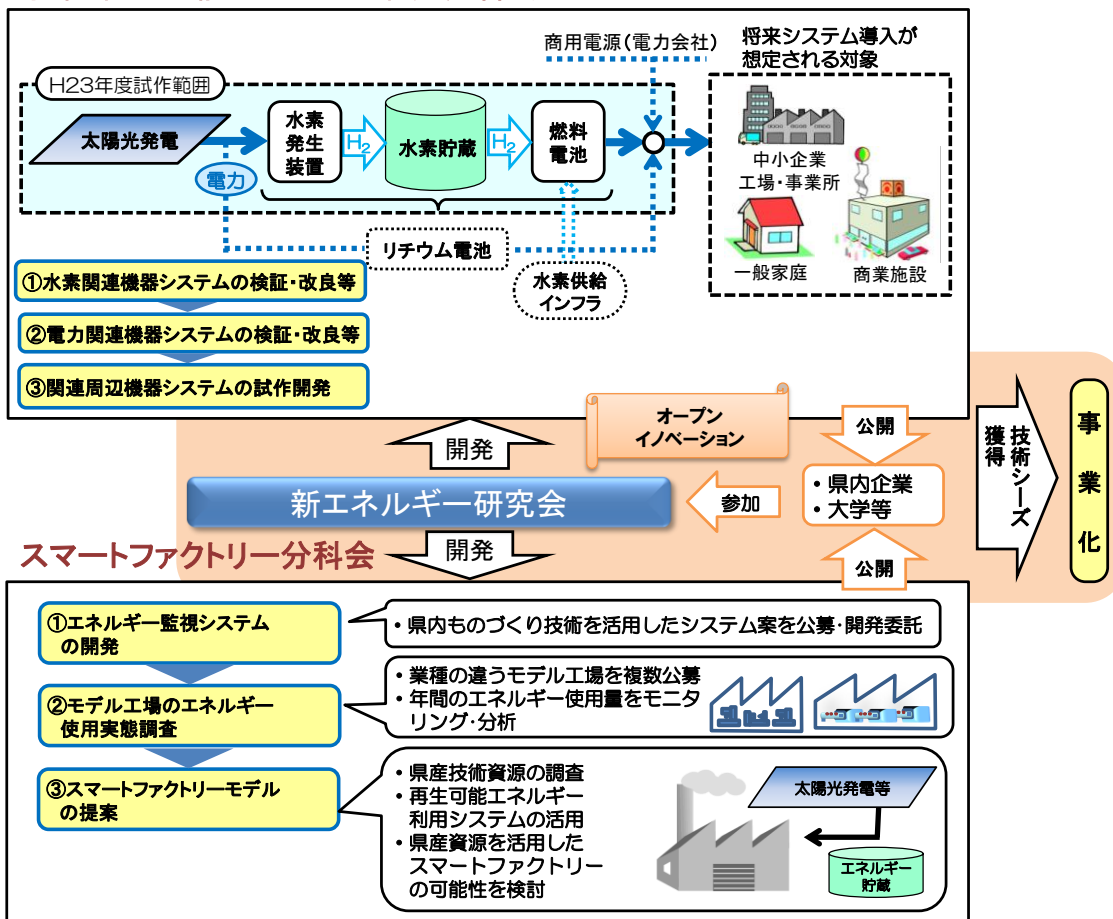 商用電源(電力会社)
将来システム導入が
想定される対象
H23年度試作範囲
太陽光発電
電力
水素
発生
装置
H2
水素貯蔵
H2
燃料
電池
中小企業
工場・事業所
一般家庭
商業施設
リチウム電池
水素供給
インフラ
①水素関連機器システムの検証・改良等
②電力関連機器システムの検証・改良等
③関連周辺機器システムの試作開発
オープン
イノベーション
開発
公開
新エネルギー研究会
参加
・県内企業
・大学等
技術シーズ
獲得
事業化
開発
公開
スマートファクトリー分科会
①エネルギー監視システム
の開発
・県内ものづくり技術を活用したシステム案を公募・開発委託
②モデル工場のエネルギー
使用実態調査
・業種の違うモデル工場を複数公募
・年間のエネルギー使用量をモニタ
リング・分析
③スマートファクトリーモデル
の提案
・県産技術資源の調査
・再生可能エネルギー
利用システムの活用
・県産資源を活用した
スマートファクトリー
の可能性を検討
太陽光発電等
エネルギー
貯蔵